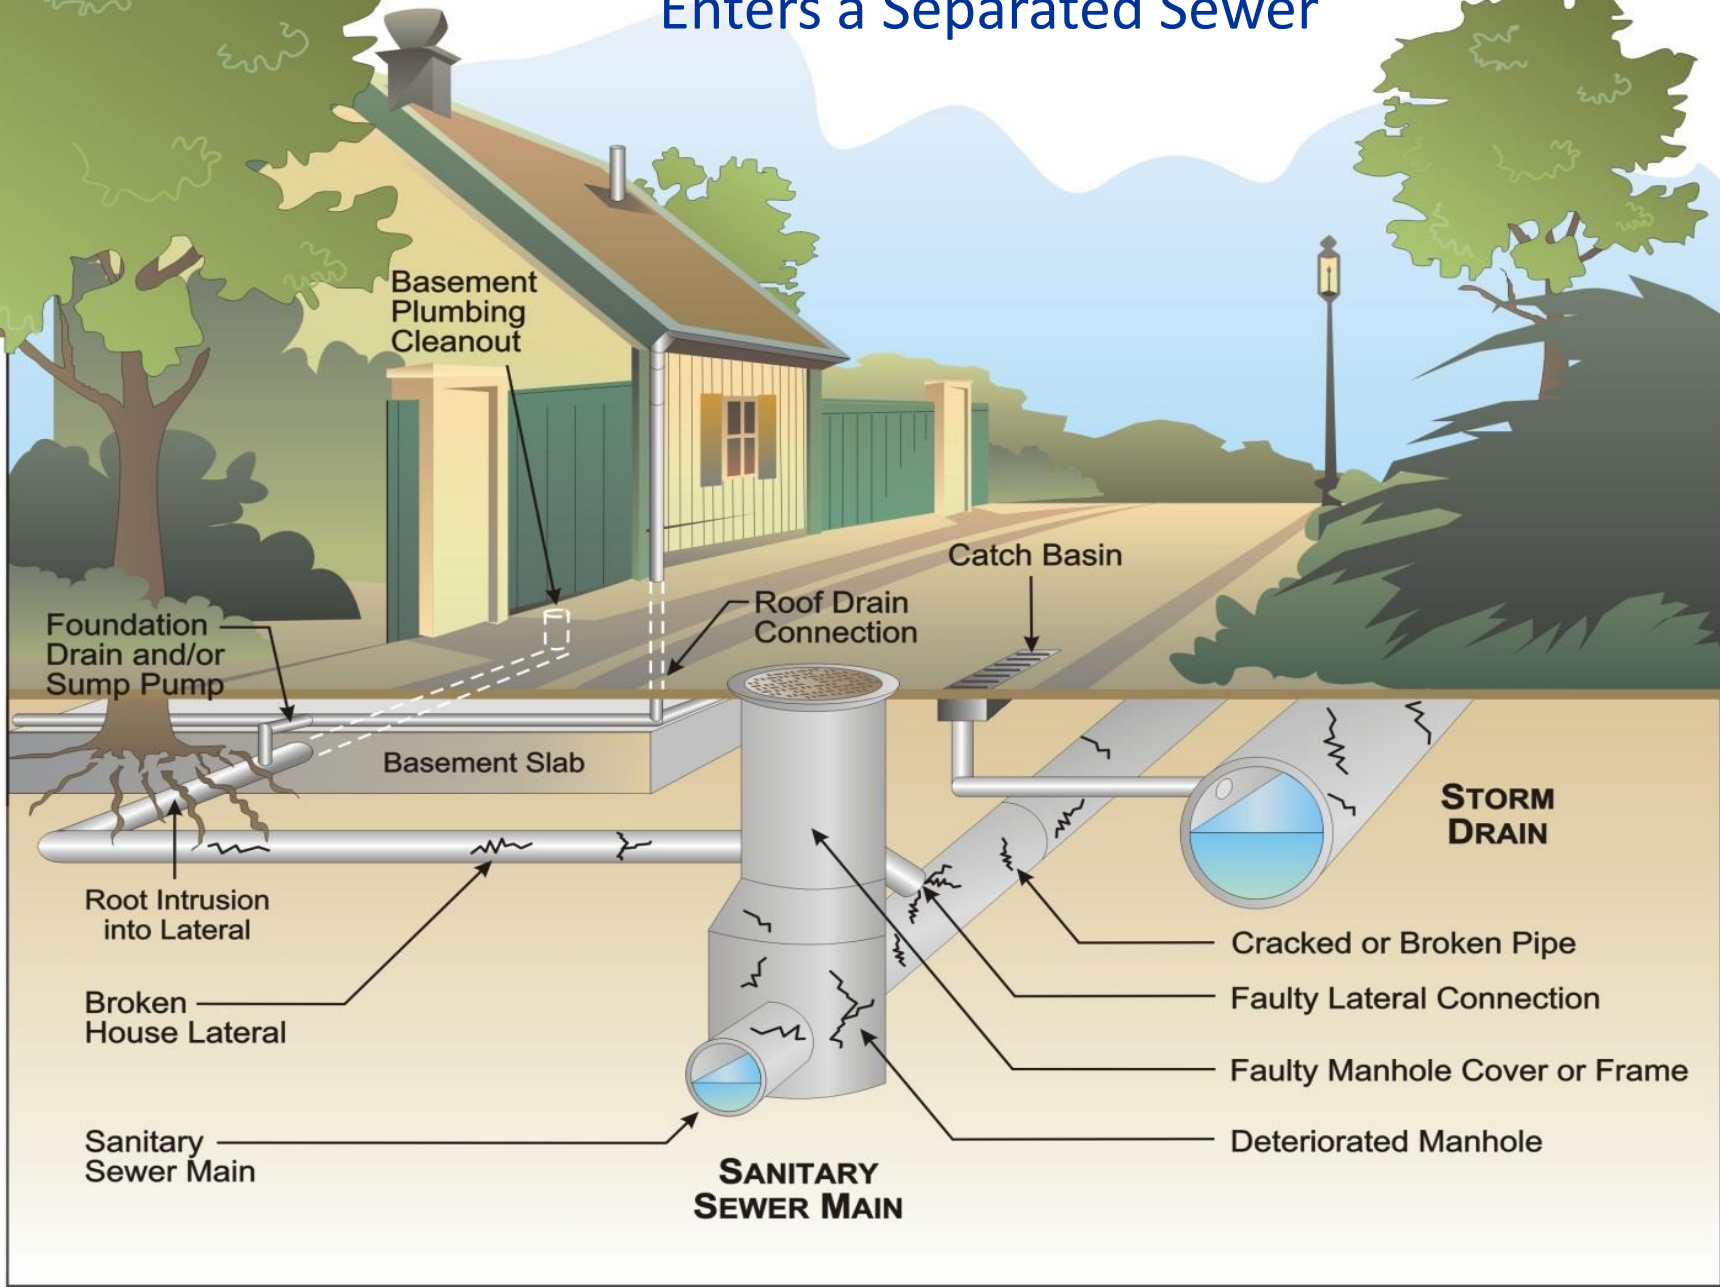 Enters a Separated Sewer
Basement
Plumbing
Cleanout
Catch Basin
Roof Drain
Connection
Foundation
Drain and/or
Sump Pump
Basement Slab
STORM
DRAIN
Root Intrusion
into Lateral
Broken
House Lateral
Sanitary
Sewer Main
SANITARY
SEWER MAIN
Cracked or Broken Pipe
Faulty Lateral Connection
Faulty Manhole Cover or Frame
Deteriorated Manhole